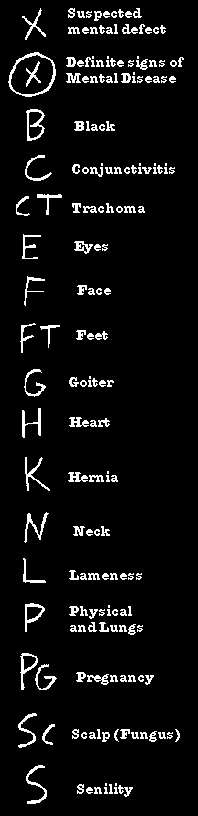 X Suspected
mental defect
X Definite signs of
Mental Disease
B Black
C Conjunctivitis
CT Trachoma
E Eyes
F Face
FT Feet
G Goiter
H Heart
K Hernia
N Neck
L Lameness
P Physical
and Lungs
PG Pregnancy
SC Scalp (Fungus)
S Senility